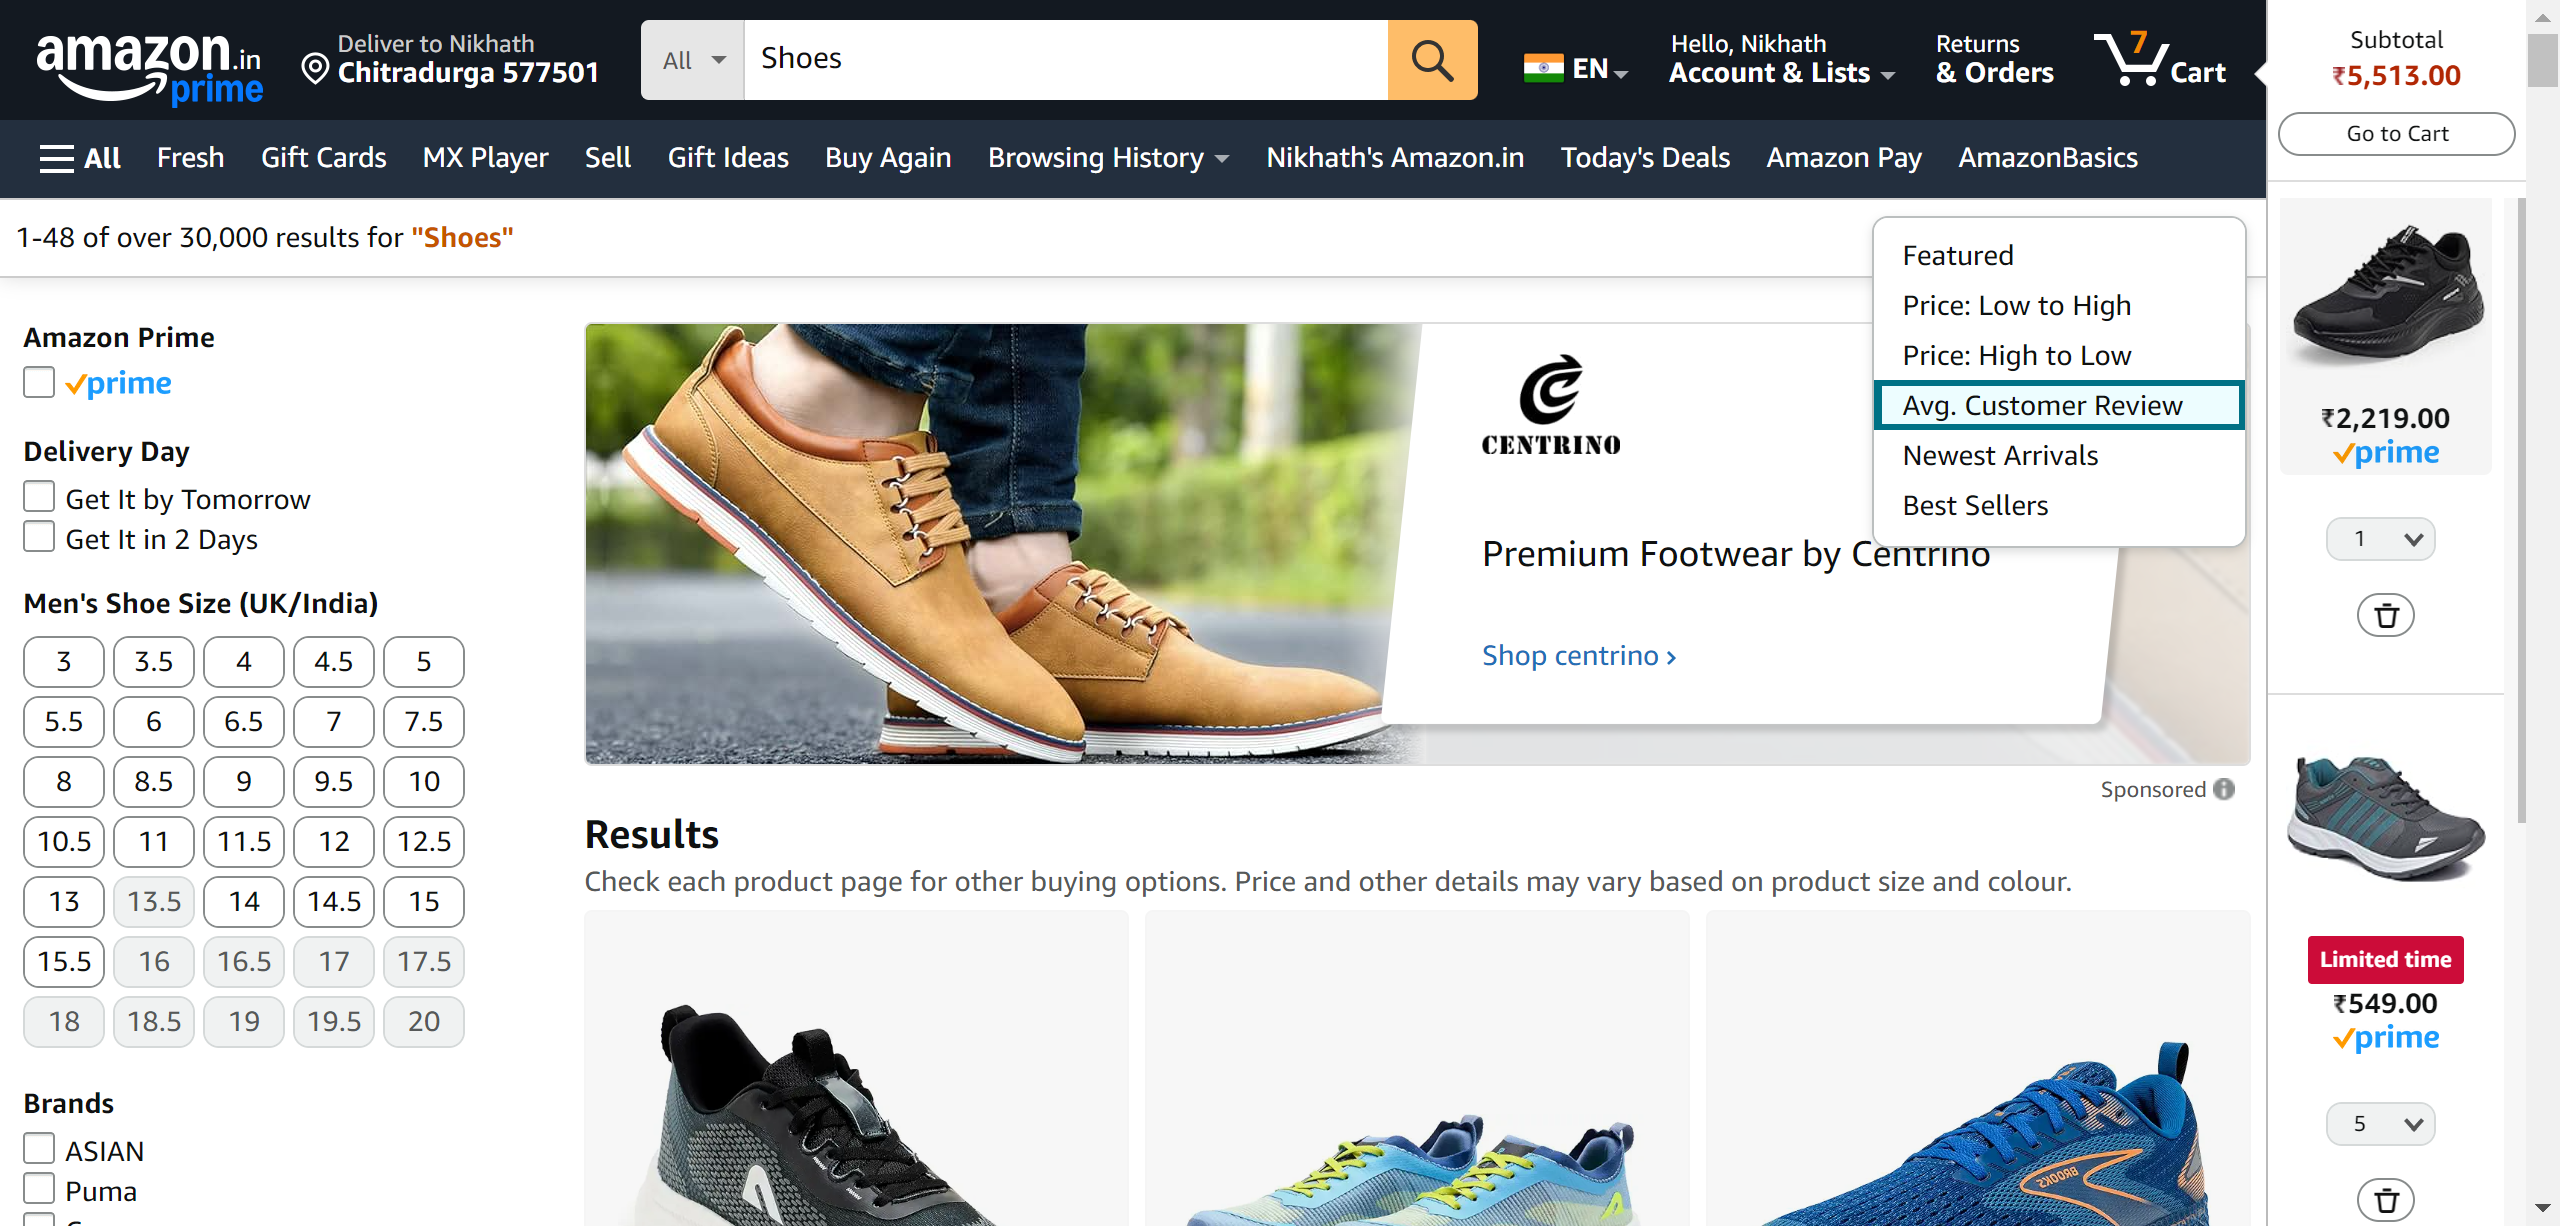 amazon.in
prime
Deliver to Nikhath
Chitradurga 577501
All
Shoes
EN
Hello, Nikhath
Account & Lists
Returns
& Orders
7
Cart
Subtotal
₹5,513.00
Go to Cart
All
Fresh
Gift Cards
MX Player
Sell
Gift Ideas
Buy Again
Browsing History
Nikhath's Amazon.in
Today's Deals
Amazon Pay
AmazonBasics
1-48 of over 30,000 results for "Shoes"
Featured
Price: Low to High
Price: High to Low
Avg. Customer Review
Newest Arrivals
Best Sellers
Amazon Prime
prime
Delivery Day
Get It by Tomorrow
Get It in 2 Days
Men's Shoe Size (UK/India)
3 3.5 4 4.5 5
5.5 6 6.5 7 7.5
8 8.5 9 9.5 10
10.5 11 11.5 12 12.5
13 13.5 14 14.5 15
15.5 16 16.5 17 17.5
18 18.5 19 19.5 20
Brands
ASIAN
Puma
CENTRINO
Premium Footwear by Centrino
Shop centrino ›
Sponsored
Results
Check each product page for other buying options. Price and other details may vary based on product size and colour.
BROOKS
₹2,219.00
prime
1
Limited time
₹549.00
prime
5